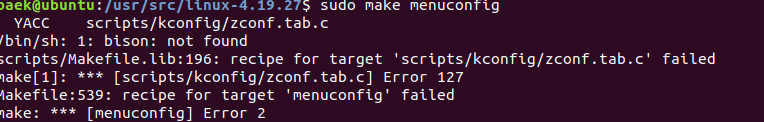 baek@ubuntu:/usr/src/linux-4.19.27$ sudo make menuconfig
YACC scripts/kconfig/zconf.tab.c
/bin/sh: 1: bison: not found
scripts/Makefile.lib:196: recipe for target 'scripts/kconfig/zconf.tab.c' failed
make[1]: *** [scripts/kconfig/zconf.tab.c] Error 127
Makefile:539: recipe for target 'menuconfig' failed
make: *** [menuconfig] Error 2